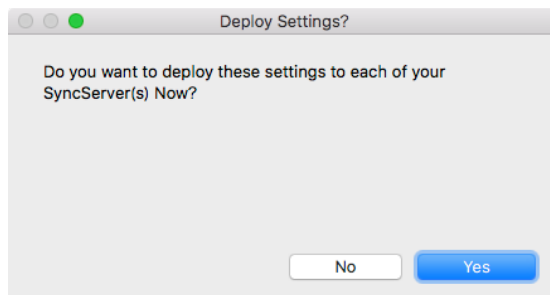 Deploy Settings?
Do you want to deploy these settings to each of your
SyncServer(s) Now?
No
Yes